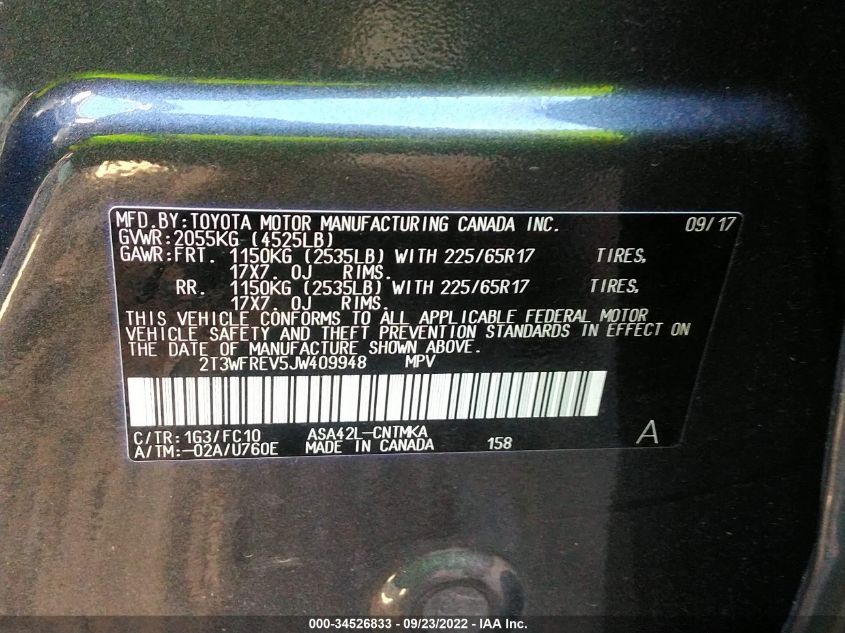 MFD.BY:TOYOTA MOTOR MANUFACTURING CANADA INC. 09/17
GVWR:2055KG (4525LB)
GAWR:FRT. 1150KG (2535LB) WITH 225/65R17 TIRES,
17X7. 0J RIMS.
RR. 1150KG (2535LB) WITH 225/65R17 TIRES,
17X7. 0J RIMS.
THIS VEHICLE CONFORMS TO ALL APPLICABLE FEDERAL MOTOR
VEHICLE SAFETY AND THEFT PREVENTION STANDARDS IN EFFECT ON
THE DATE OF MANUFACTURE SHOWN ABOVE.
2T3WFREV5JW409948 MPV
C/TR:1G3/FC10 ASA42L-CNTMKA
A/TM:-02A/U760E MADE IN CANADA 158 A
000-34526833 - 09/23/2022 - IAA Inc.